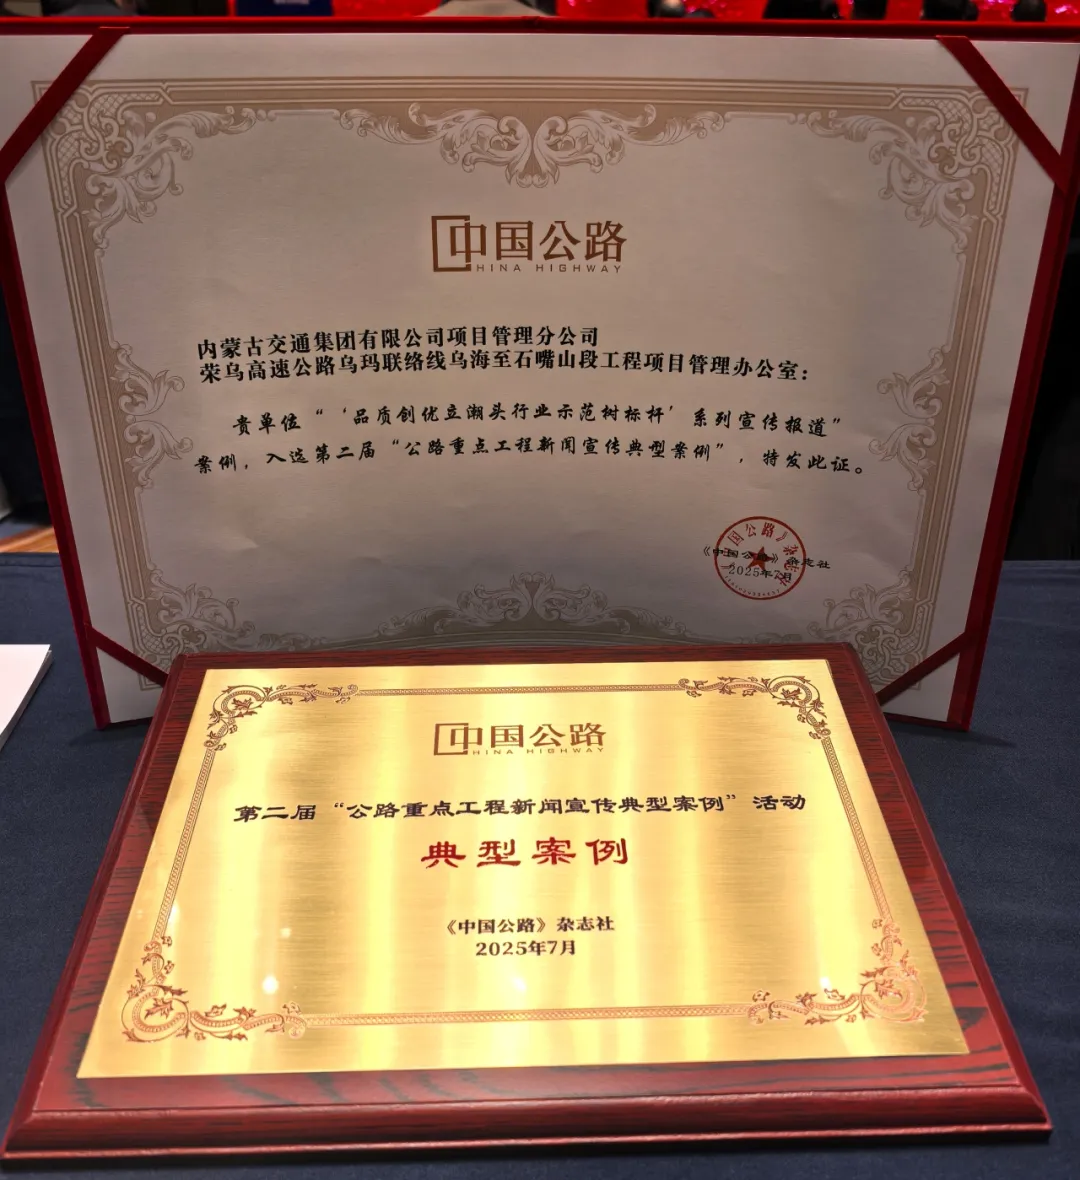 中国公路
CHINA HIGHWAY
内蒙古交通集团有限公司项目管理分公司
荣乌高速公路乌玛联络线乌海至石嘴山段工程项目管理办公室：
贵单位“‘品质创优立潮头行业示范树标杆’系列宣传报道”
案例，入选第二届“公路重点工程新闻宣传典型案例”，特发此证。
《中国公路》杂志社
2025年7月
中国公路
CHINA HIGHWAY
第二届“公路重点工程新闻宣传典型案例”活动
典型案例
《中国公路》杂志社
2025年7月